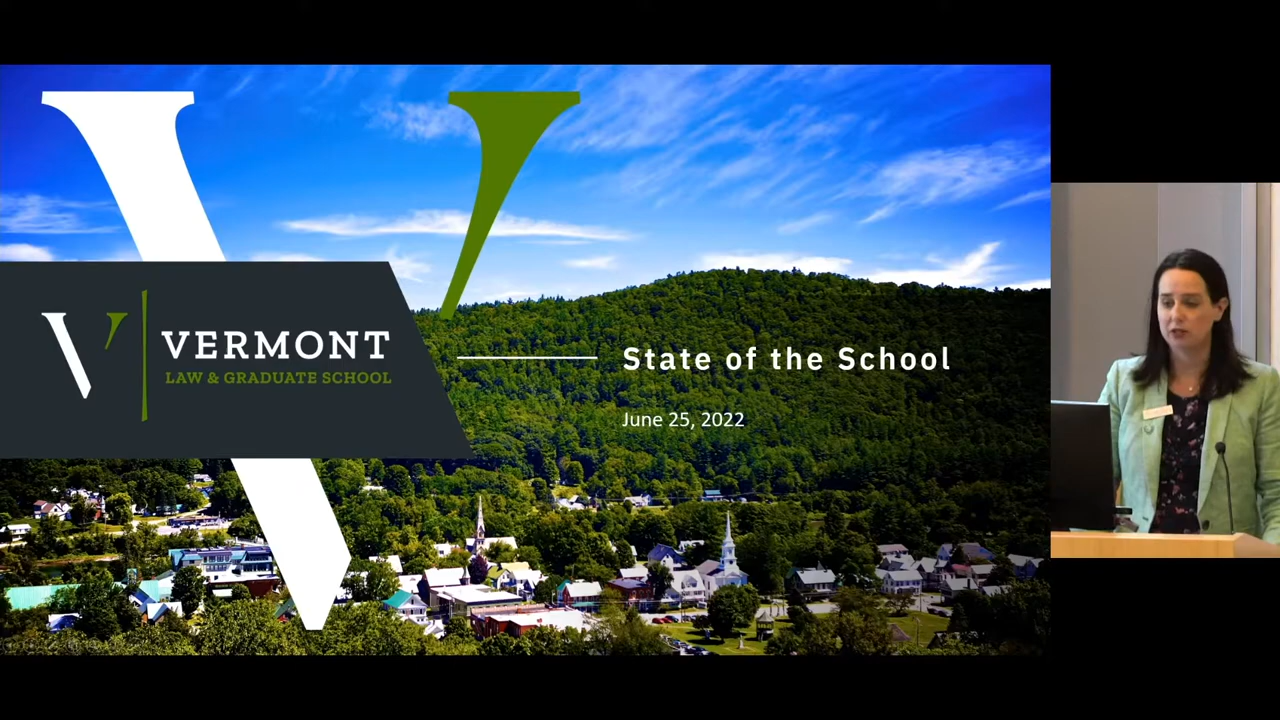 VERMONT
LAW & GRADUATE SCHOOL
State of the School
June 25, 2022